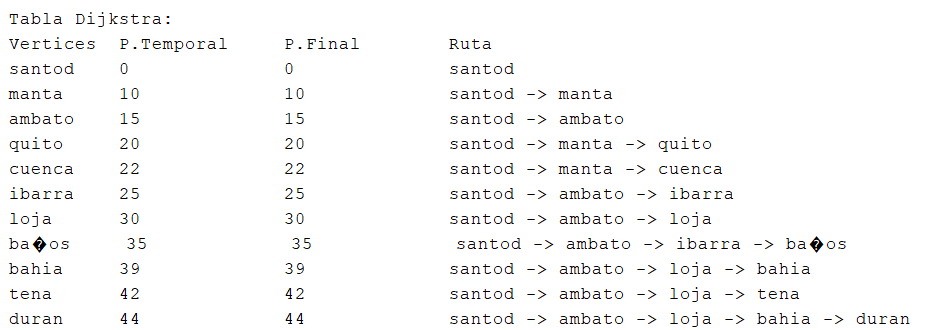 Tabla Dijkstra:
Vertices P.Temporal P.Final Ruta
santod 0 0 santod
manta 10 10 santod -> manta
ambato 15 15 santod -> ambato
quito 20 20 santod -> manta -> quito
cuenca 22 22 santod -> manta -> cuenca
ibarra 25 25 santod -> ambato -> ibarra
loja 30 30 santod -> ambato -> loja
ba�os 35 35 santod -> ambato -> ibarra -> ba�os
bahia 39 39 santod -> ambato -> loja -> bahia
tena 42 42 santod -> ambato -> loja -> tena
duran 44 44 santod -> ambato -> loja -> bahia -> duran